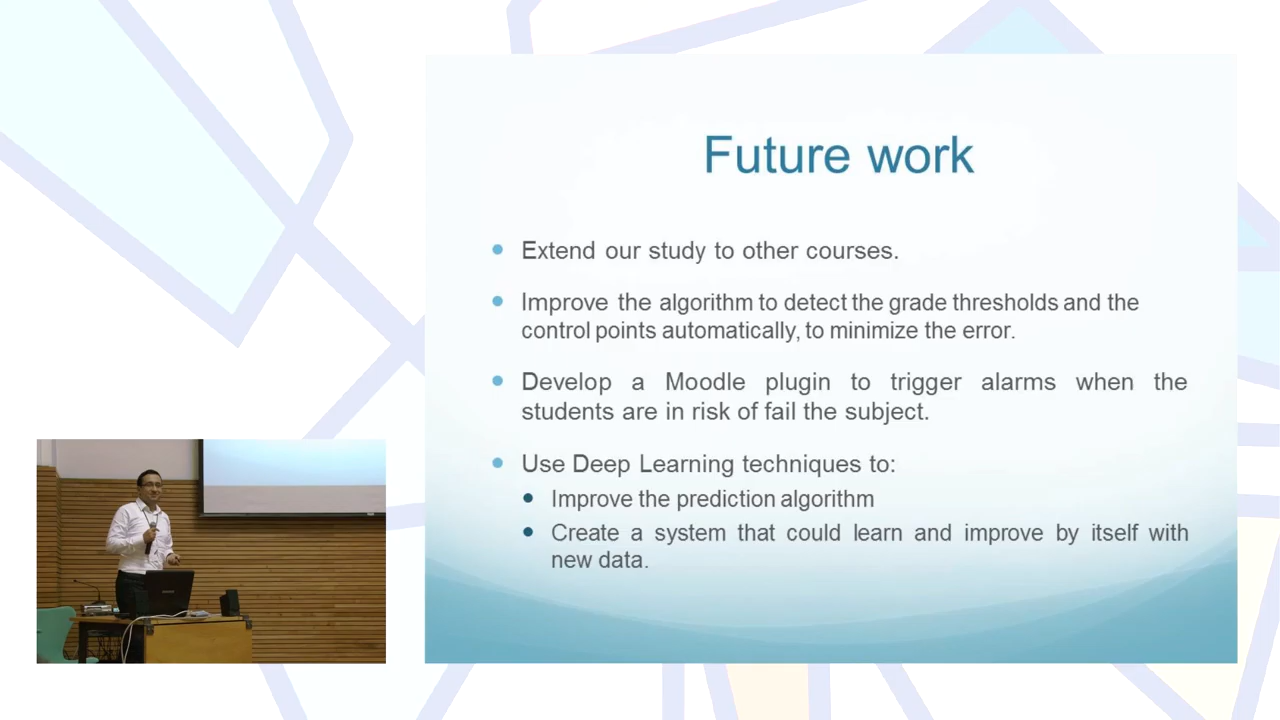 Future work
Extend our study to other courses.
Improve the algorithm to detect the grade thresholds and the
control points automatically, to minimize the error.
Develop a Moodle plugin to trigger alarms when the
students are in risk of fail the subject.
Use Deep Learning techniques to:
Improve the prediction algorithm
Create a system that could learn and improve by itself with
new data.